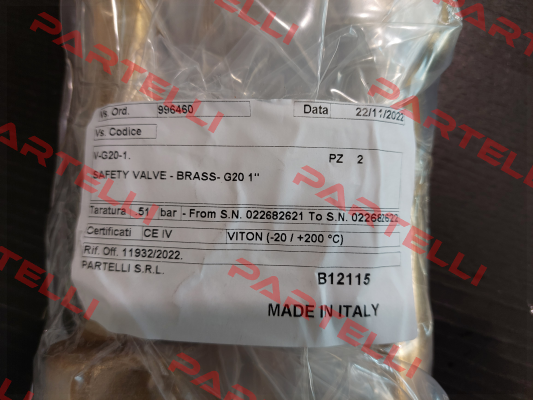 Vs. Ord. 996460 Data 22/11/2022
Vs. Codice
V-G20-1. PZ 2
SAFETY VALVE - BRASS- G20 1"
Taratura 51 bar - From S.N. 022682621 To S.N. 022682622
Certificati CE IV VITON (-20 / +200 °C)
Rif. Off. 11932/2022.
PARTELLI S.R.L.
B12115
MADE IN ITALY
PARTELLI
PARTELLI
PARTELLI
PARTELLI
PARTELLI